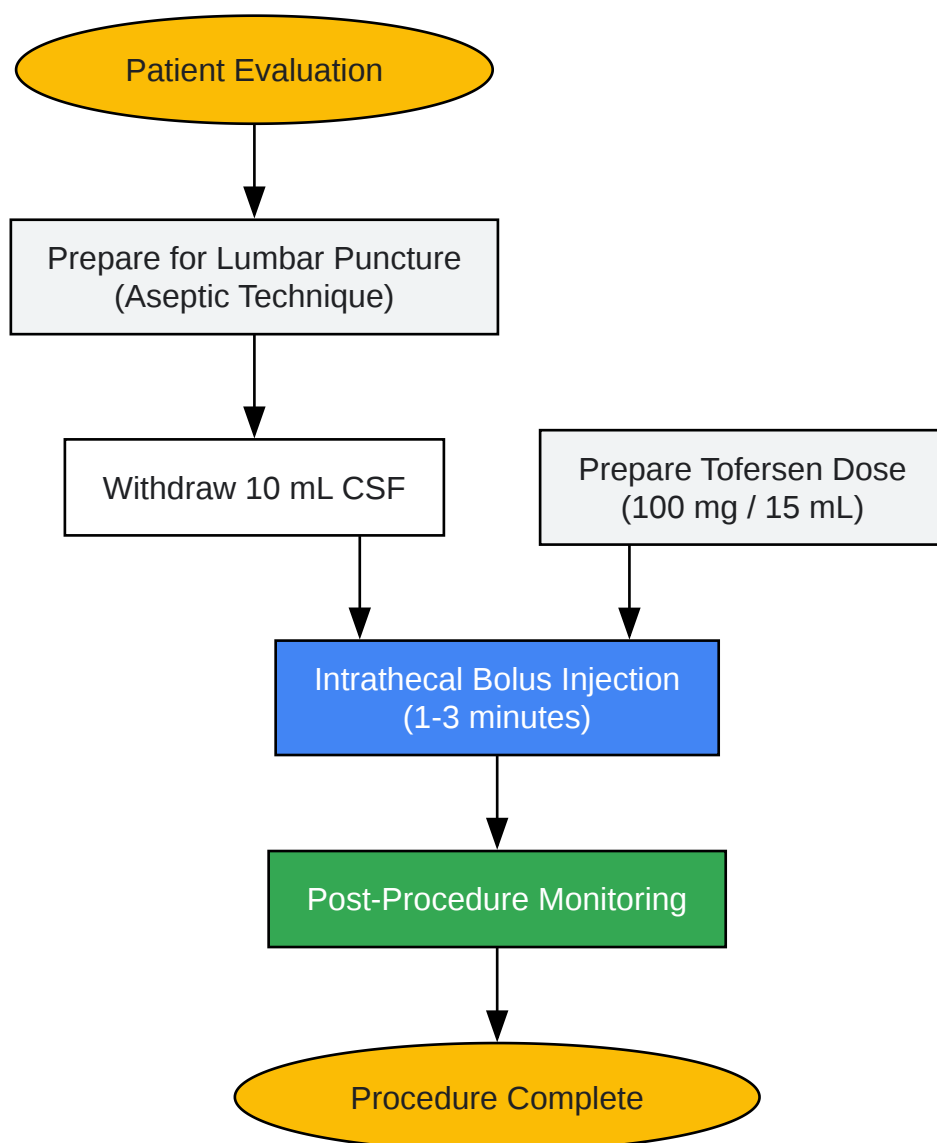 Patient Evaluation
Prepare for Lumbar Puncture
(Aseptic Technique)
Withdraw 10 mL CSF
Prepare Tofersen Dose
(100 mg / 15 mL)
Intrathecal Bolus Injection
(1-3 minutes)
Post-Procedure Monitoring
Procedure Complete